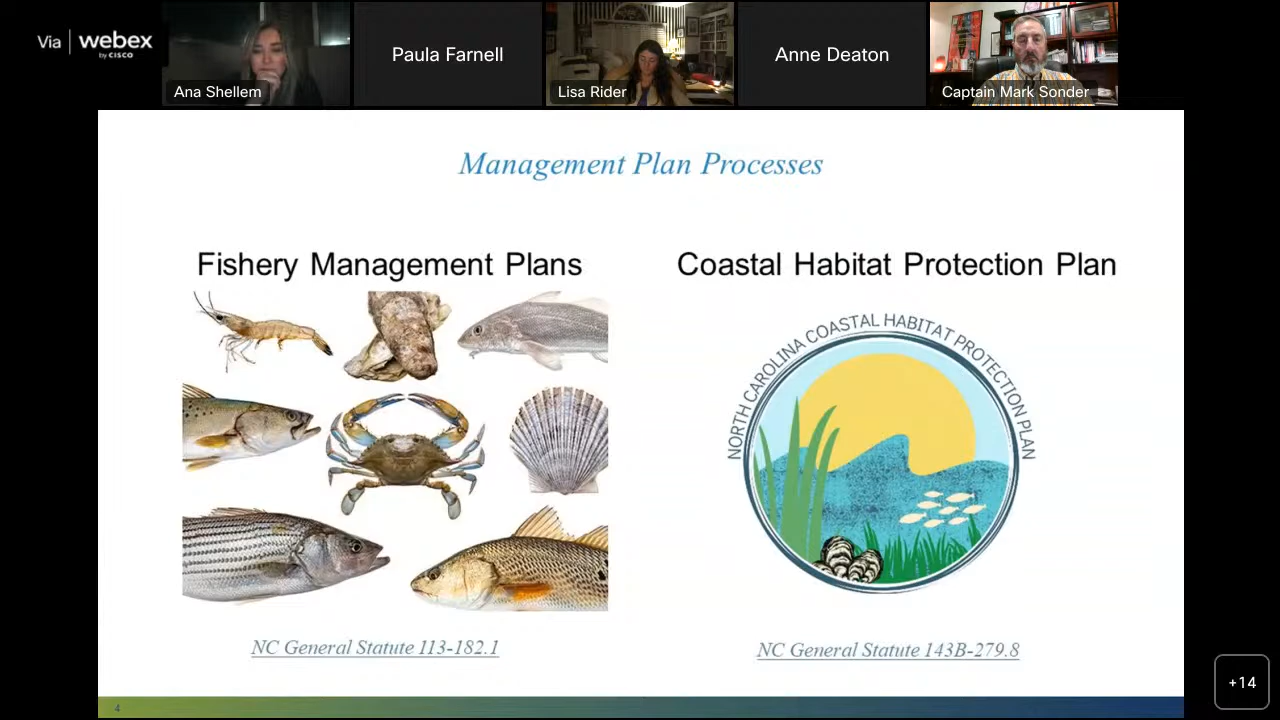 Via | webex
by CISCO
Ana Shellem
Paula Farnell
Lisa Rider
Anne Deaton
Captain Mark Sonder
Management Plan Processes
Fishery Management Plans
Coastal Habitat Protection Plan
NORTH CAROLINA COASTAL HABITAT PROTECTION PLAN
NC General Statute 113-182.1
NC General Statute 143B-279.8
+14
4